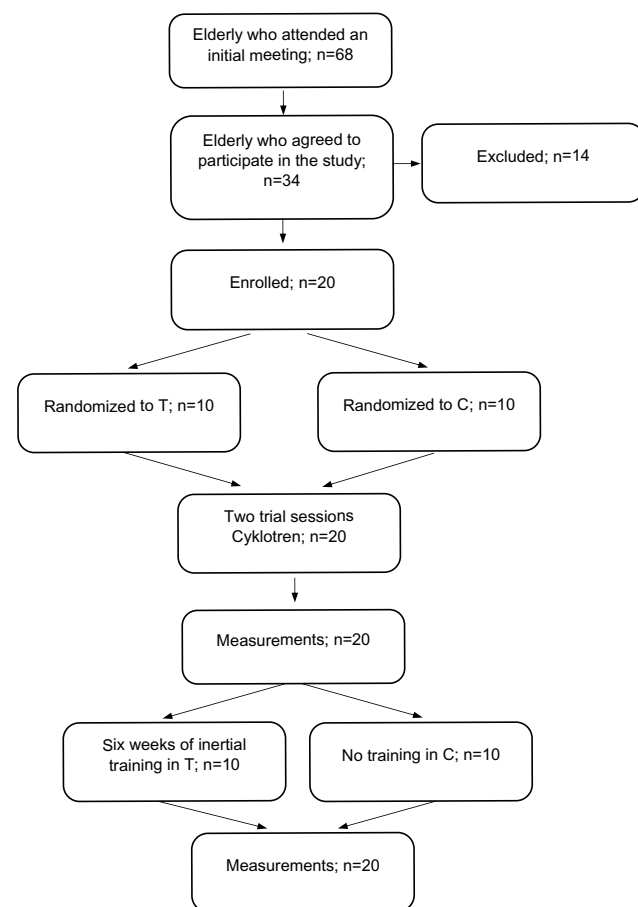 Elderly who attended an
initial meeting; n=68
Elderly who agreed to
participate in the study;
n=34
Excluded; n=14
Enrolled; n=20
Randomized to T; n=10
Randomized to C; n=10
Two trial sessions
Cyklotren; n=20
Measurements; n=20
Six weeks of inertial
training in T; n=10
No training in C; n=10
Measurements; n=20